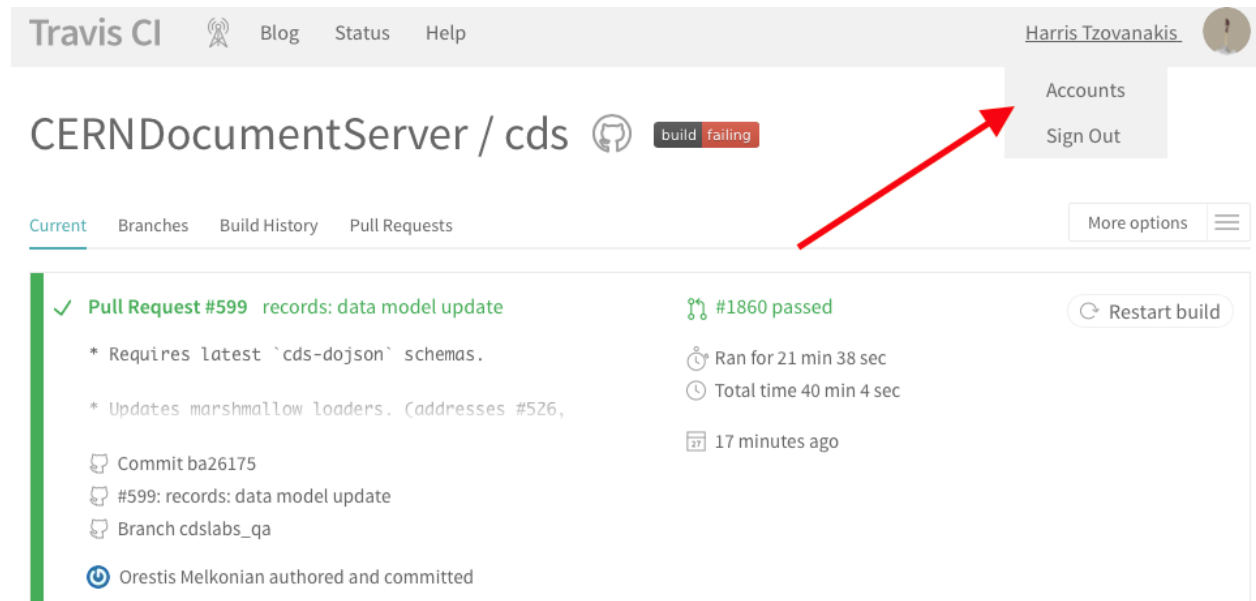 Travis CI Blog Status Help Harris Tzovanakis
Accounts
Sign Out
CERNDocumentServer / cds build failing
Current Branches Build History Pull Requests More options
Pull Request #599 records: data model update #1860 passed Restart build
* Requires latest `cds-dojson` schemas. Ran for 21 min 38 sec
Total time 40 min 4 sec
* Updates marshmallow loaders. (addresses #526,
27 17 minutes ago
Commit ba26175
#599: records: data model update
Branch cdslabs_qa
Orestis Melkonian authored and committed